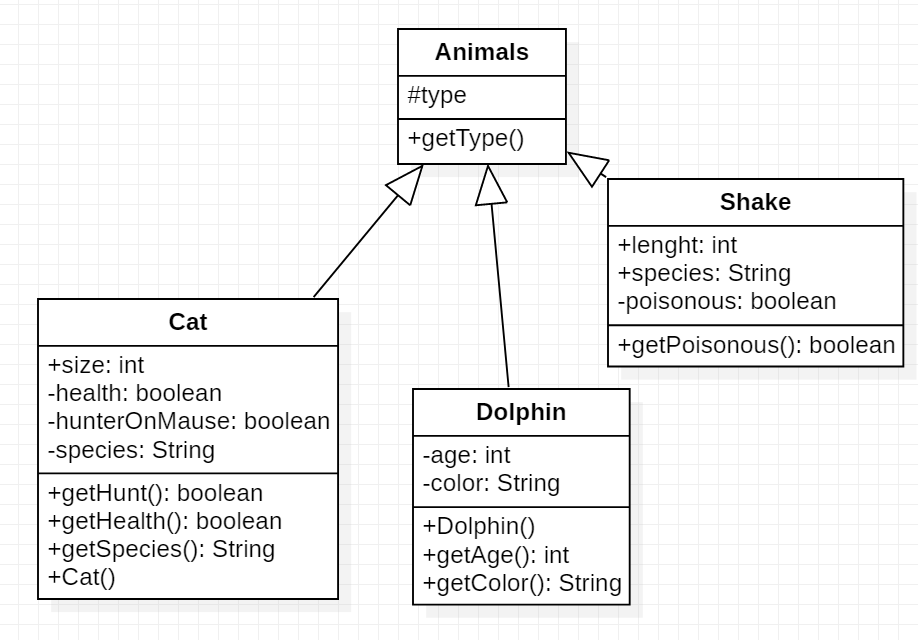 Animals
#type
+getType()
Shake
+lenght: int
+species: String
-poisonous: boolean
+getPoisonous(): boolean
Cat
+size: int
-health: boolean
-hunterOnMause: boolean
-species: String
+getHunt(): boolean
+getHealth(): boolean
+getSpecies(): String
+Cat()
Dolphin
-age: int
-color: String
+Dolphin()
+getAge(): int
+getColor(): String